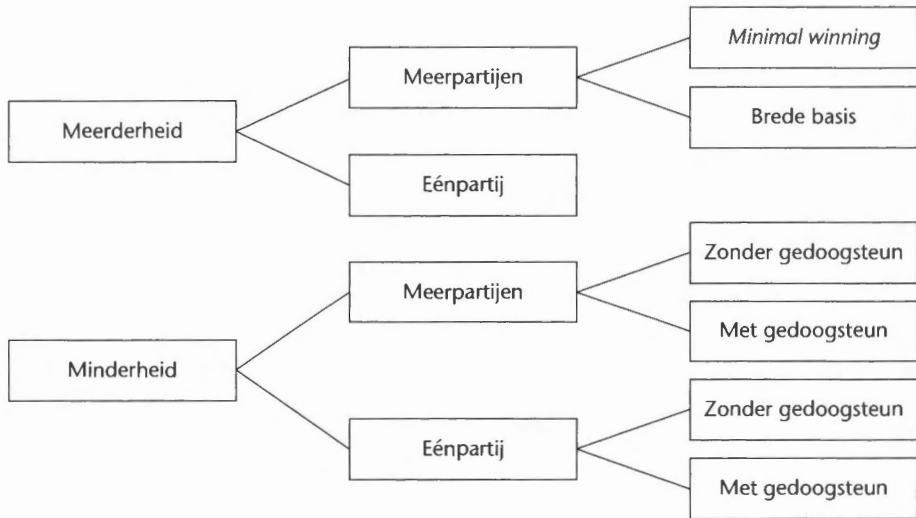 Minimal winning
Meerpartijen
Brede basis
Meerderheid
Eénpartij
Zonder gedoogsteun
Meerpartijen
Met gedoogsteun
Minderheid
Zonder gedoogsteun
Eénpartij
Met gedoogsteun